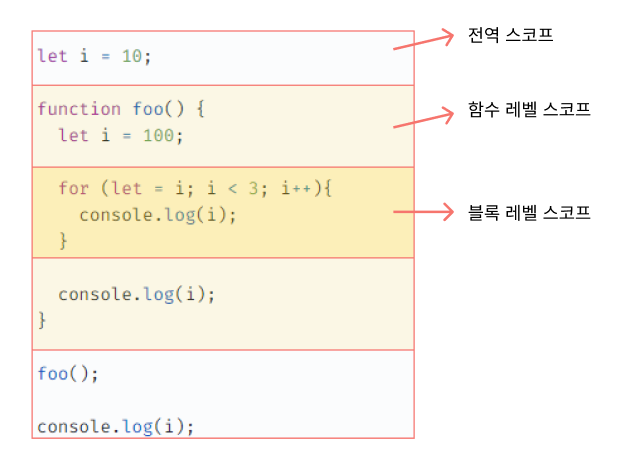 let i = 10;
전역 스코프
function foo() {
함수 레벨 스코프
let i = 100;
for (let = i; i < 3; i++){
console.log(i);
블록 레벨 스코프
}
console.log(i);
}
foo();
console.log(i);